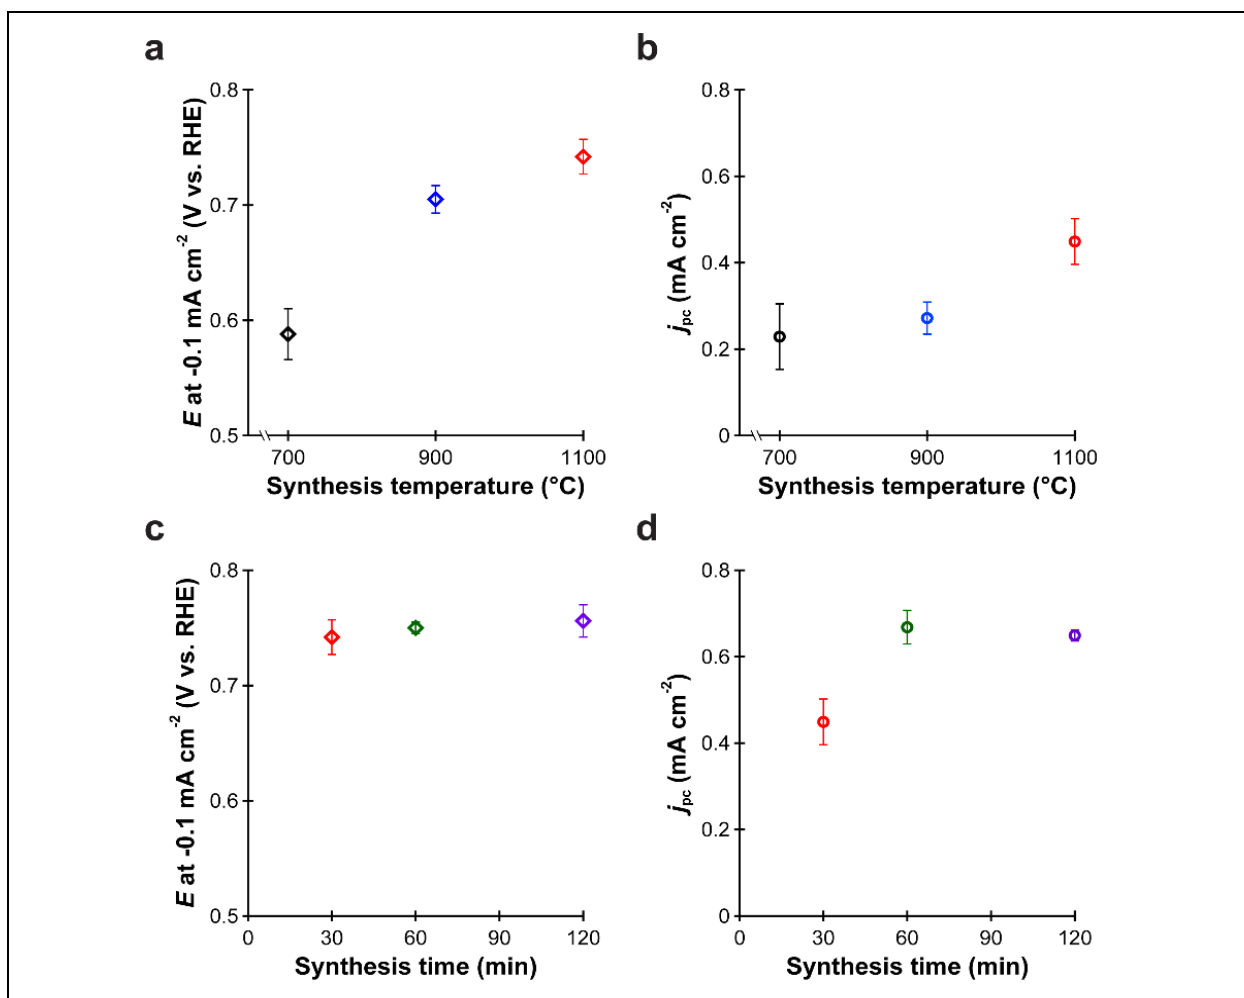 a
0.8
0.7
0.6
0.5
E at -0.1 mA cm⁻² (V vs. RHE)
700 900 1100
Synthesis temperature (°C)
b
0.8
0.6
0.4
0.2
0
jpc (mA cm⁻²)
700 900 1100
Synthesis temperature (°C)
c
0.8
0.7
0.6
0.5
E at -0.1 mA cm⁻² (V vs. RHE)
0 30 60 90 120
Synthesis time (min)
d
0.8
0.6
0.4
0.2
0
jpc (mA cm⁻²)
0 30 60 90 120
Synthesis time (min)